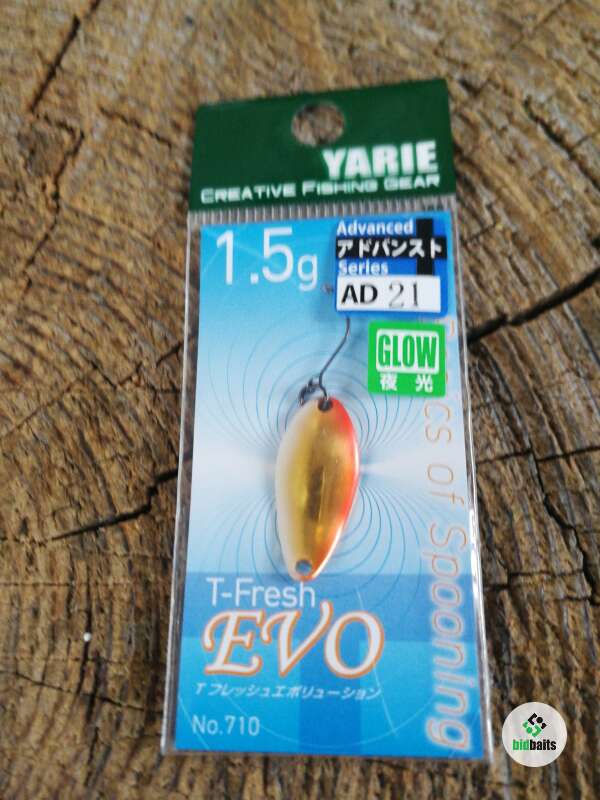 YARIE
CREATIVE FISHING GEAR
1.5g
Advanced
アドバンスト
Series
AD 21
GLOW
夜光
cs of Spooning
T-Fresh
EVO
T フレッシュエボリューション
No.710
bidbaits